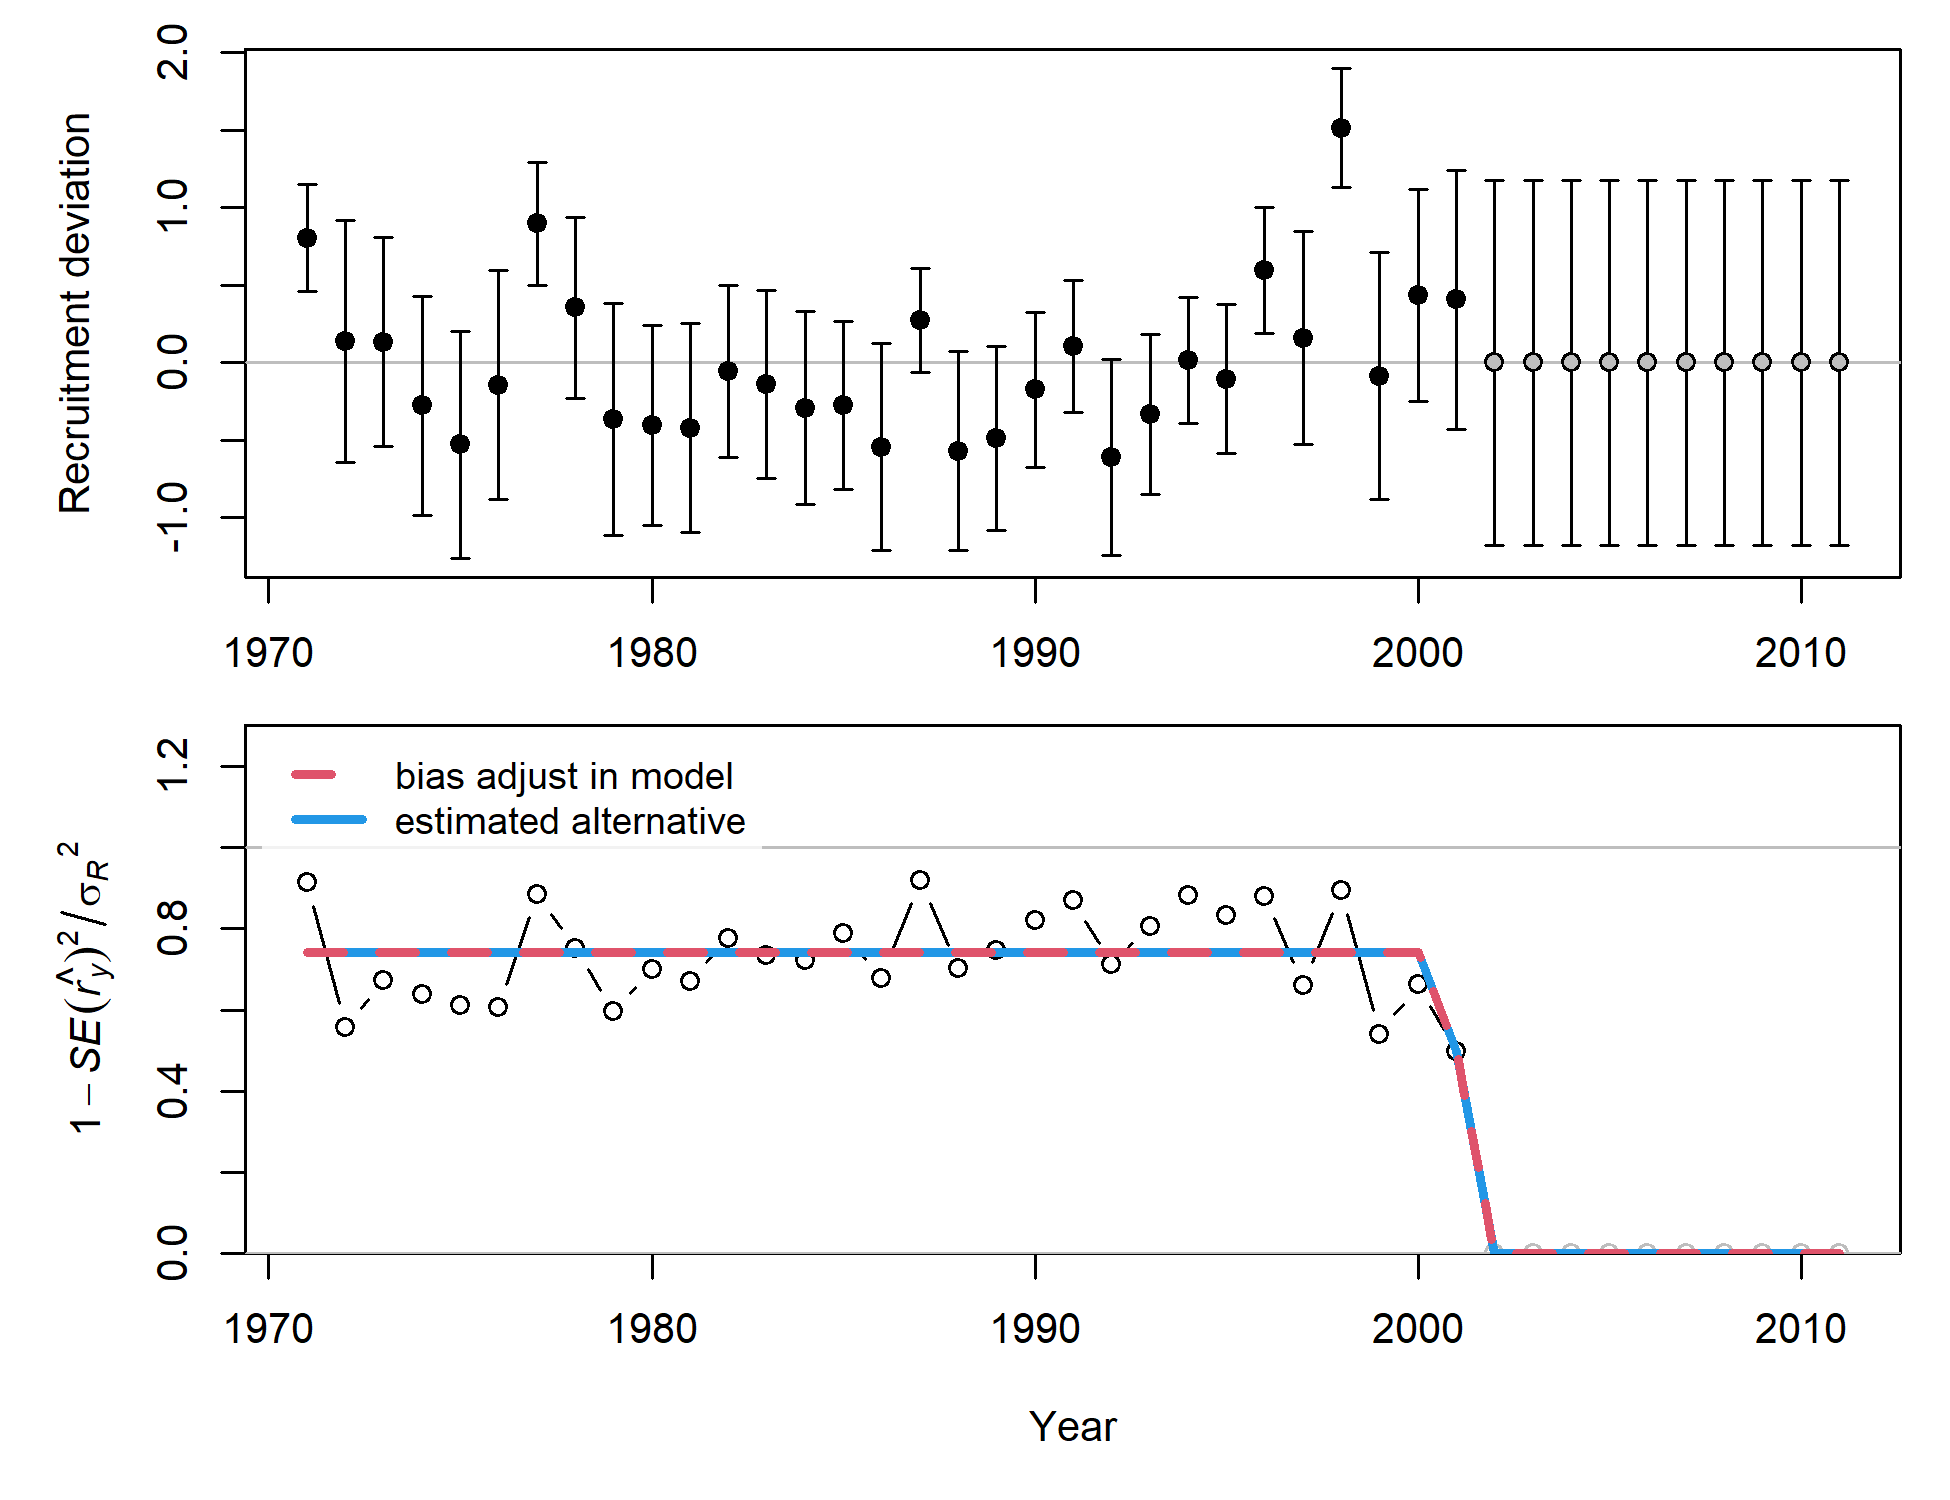 2.0
1.0
0.0
-1.0
Recruitment deviation
1970 1980 1990 2000 2010
bias adjust in model
estimated alternative
1.2
0.8
0.4
0.0
1 − SE(r̂y)² / σR²
1970 1980 1990 2000 2010
Year